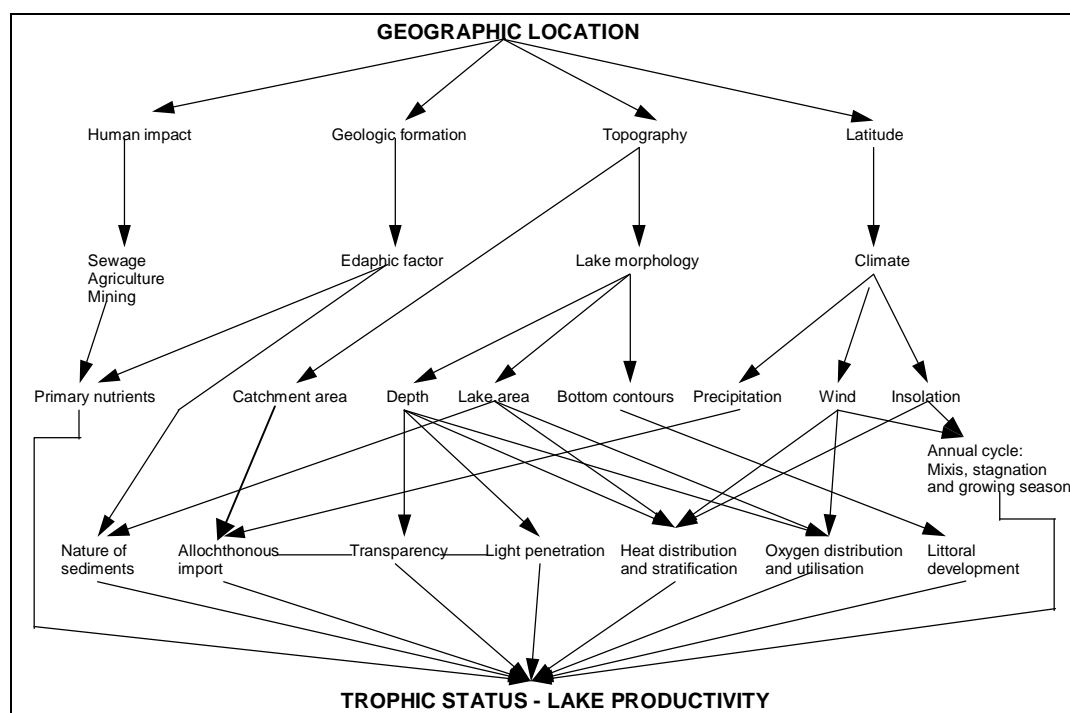 GEOGRAPHIC LOCATION
Human impact
Geologic formation
Topography
Latitude
Sewage
Agriculture
Mining
Edaphic factor
Lake morphology
Climate
Primary nutrients
Catchment area
Depth
Lake area
Bottom contours
Precipitation
Wind
Insolation
Annual cycle:
Mixis, stagnation
and growing season
Nature of
sediments
Allochthonous
import
Transparency
Light penetration
Heat distribution
and stratification
Oxygen distribution
and utilisation
Littoral
development
TROPHIC STATUS - LAKE PRODUCTIVITY